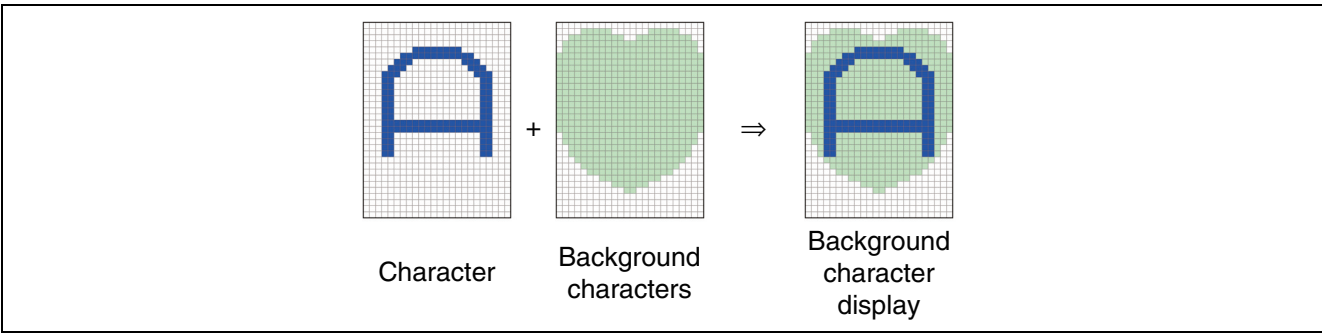 A
+
⇒
A
Character
Background
characters
Background
character
display